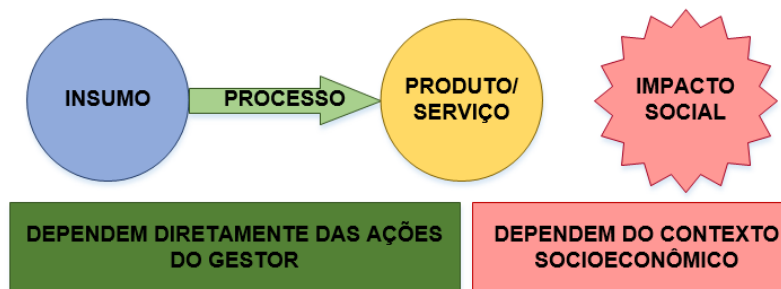 INSUMO
PROCESSO
PRODUTO/
SERVIÇO
IMPACTO
SOCIAL
DEPENDEM DIRETAMENTE DAS AÇÕES
DO GESTOR
DEPENDEM DO CONTEXTO
SOCIOECONÔMICO